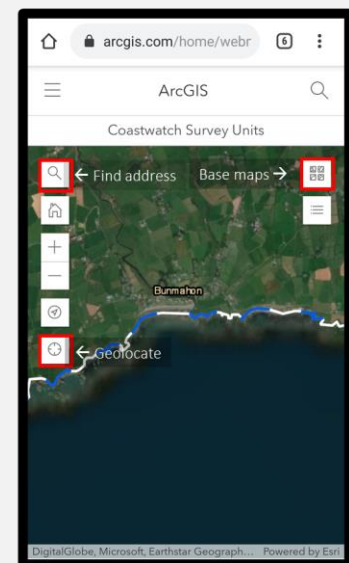 arcgis.com/home/webr
6
ArcGIS
Coastwatch Survey Units
← Find address
Base maps →
Bunmahon
← Geolocate
DigitalGlobe, Microsoft, Earthstar Geograph... Powered by Esri